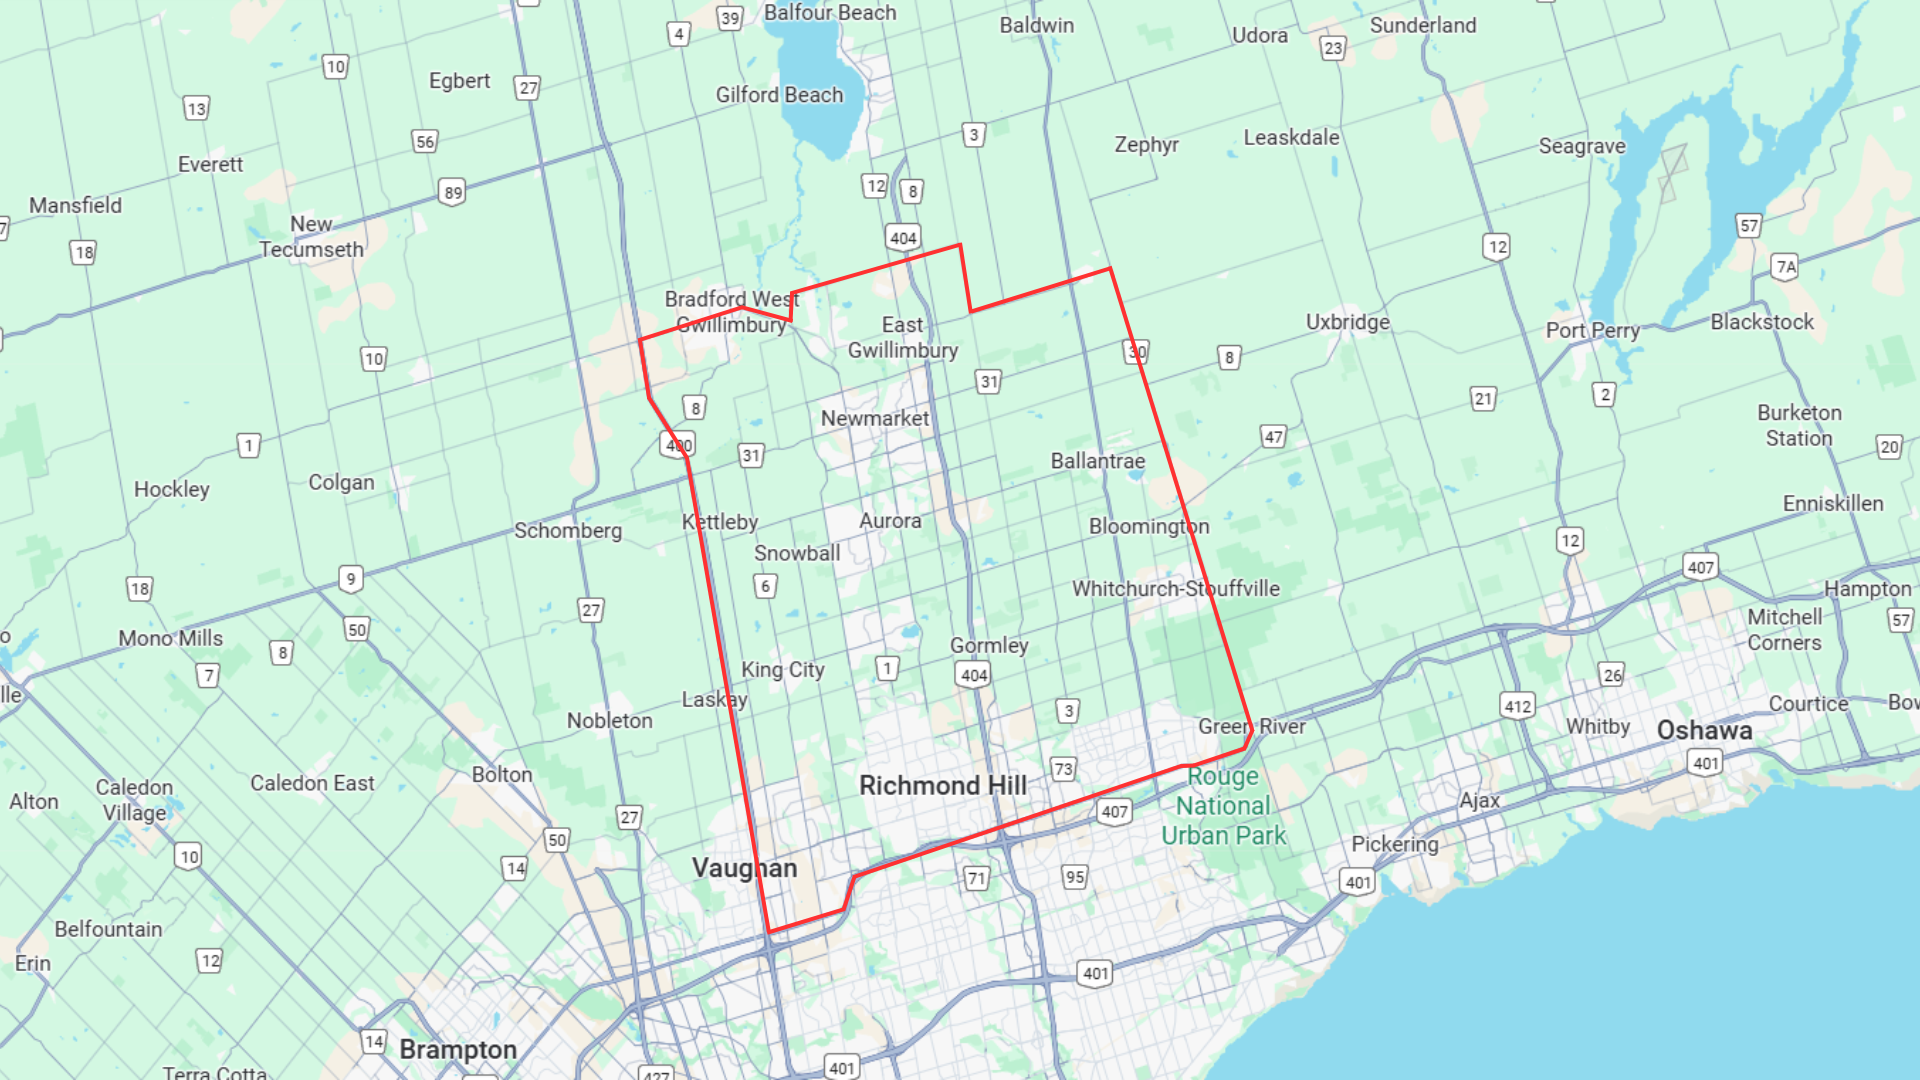 Balfour Beach
39
4
Baldwin
Sunderland
Udora
23
10
Egbert
27
Gilford Beach
13
56
3
Zephyr
Leaskdale
Seagrave
Everett
89
12
8
Mansfield
New
Tecumseth
18
404
57
12
7A
Bradford West
Gwillimbury
East
Gwillimbury
Uxbridge
Port Perry
Blackstock
10
30
8
31
2
21
8
Newmarket
Burketon
Station
47
1
400
31
20
Ballantrae
Hockley
Colgan
Enniskillen
Schomberg
Kettleby
Aurora
Bloomington
12
Snowball
407
9
18
6
Whitchurch-Stouffville
Hampton
27
50
57
Mono Mills
8
Mitchell
Corners
Gormley
7
King City
1
404
26
lle
Laskay
3
412
Courtice
Bow
Nobleton
Green River
Whitby
Oshawa
401
73
Bolton
Caledon East
Caledon
Village
Richmond Hill
Rouge
National
Urban Park
Alton
27
407
Ajax
50
10
14
Vaughan
Pickering
71
95
401
Belfountain
Erin
12
401
14
Brampton
401
Terra Cotta
427